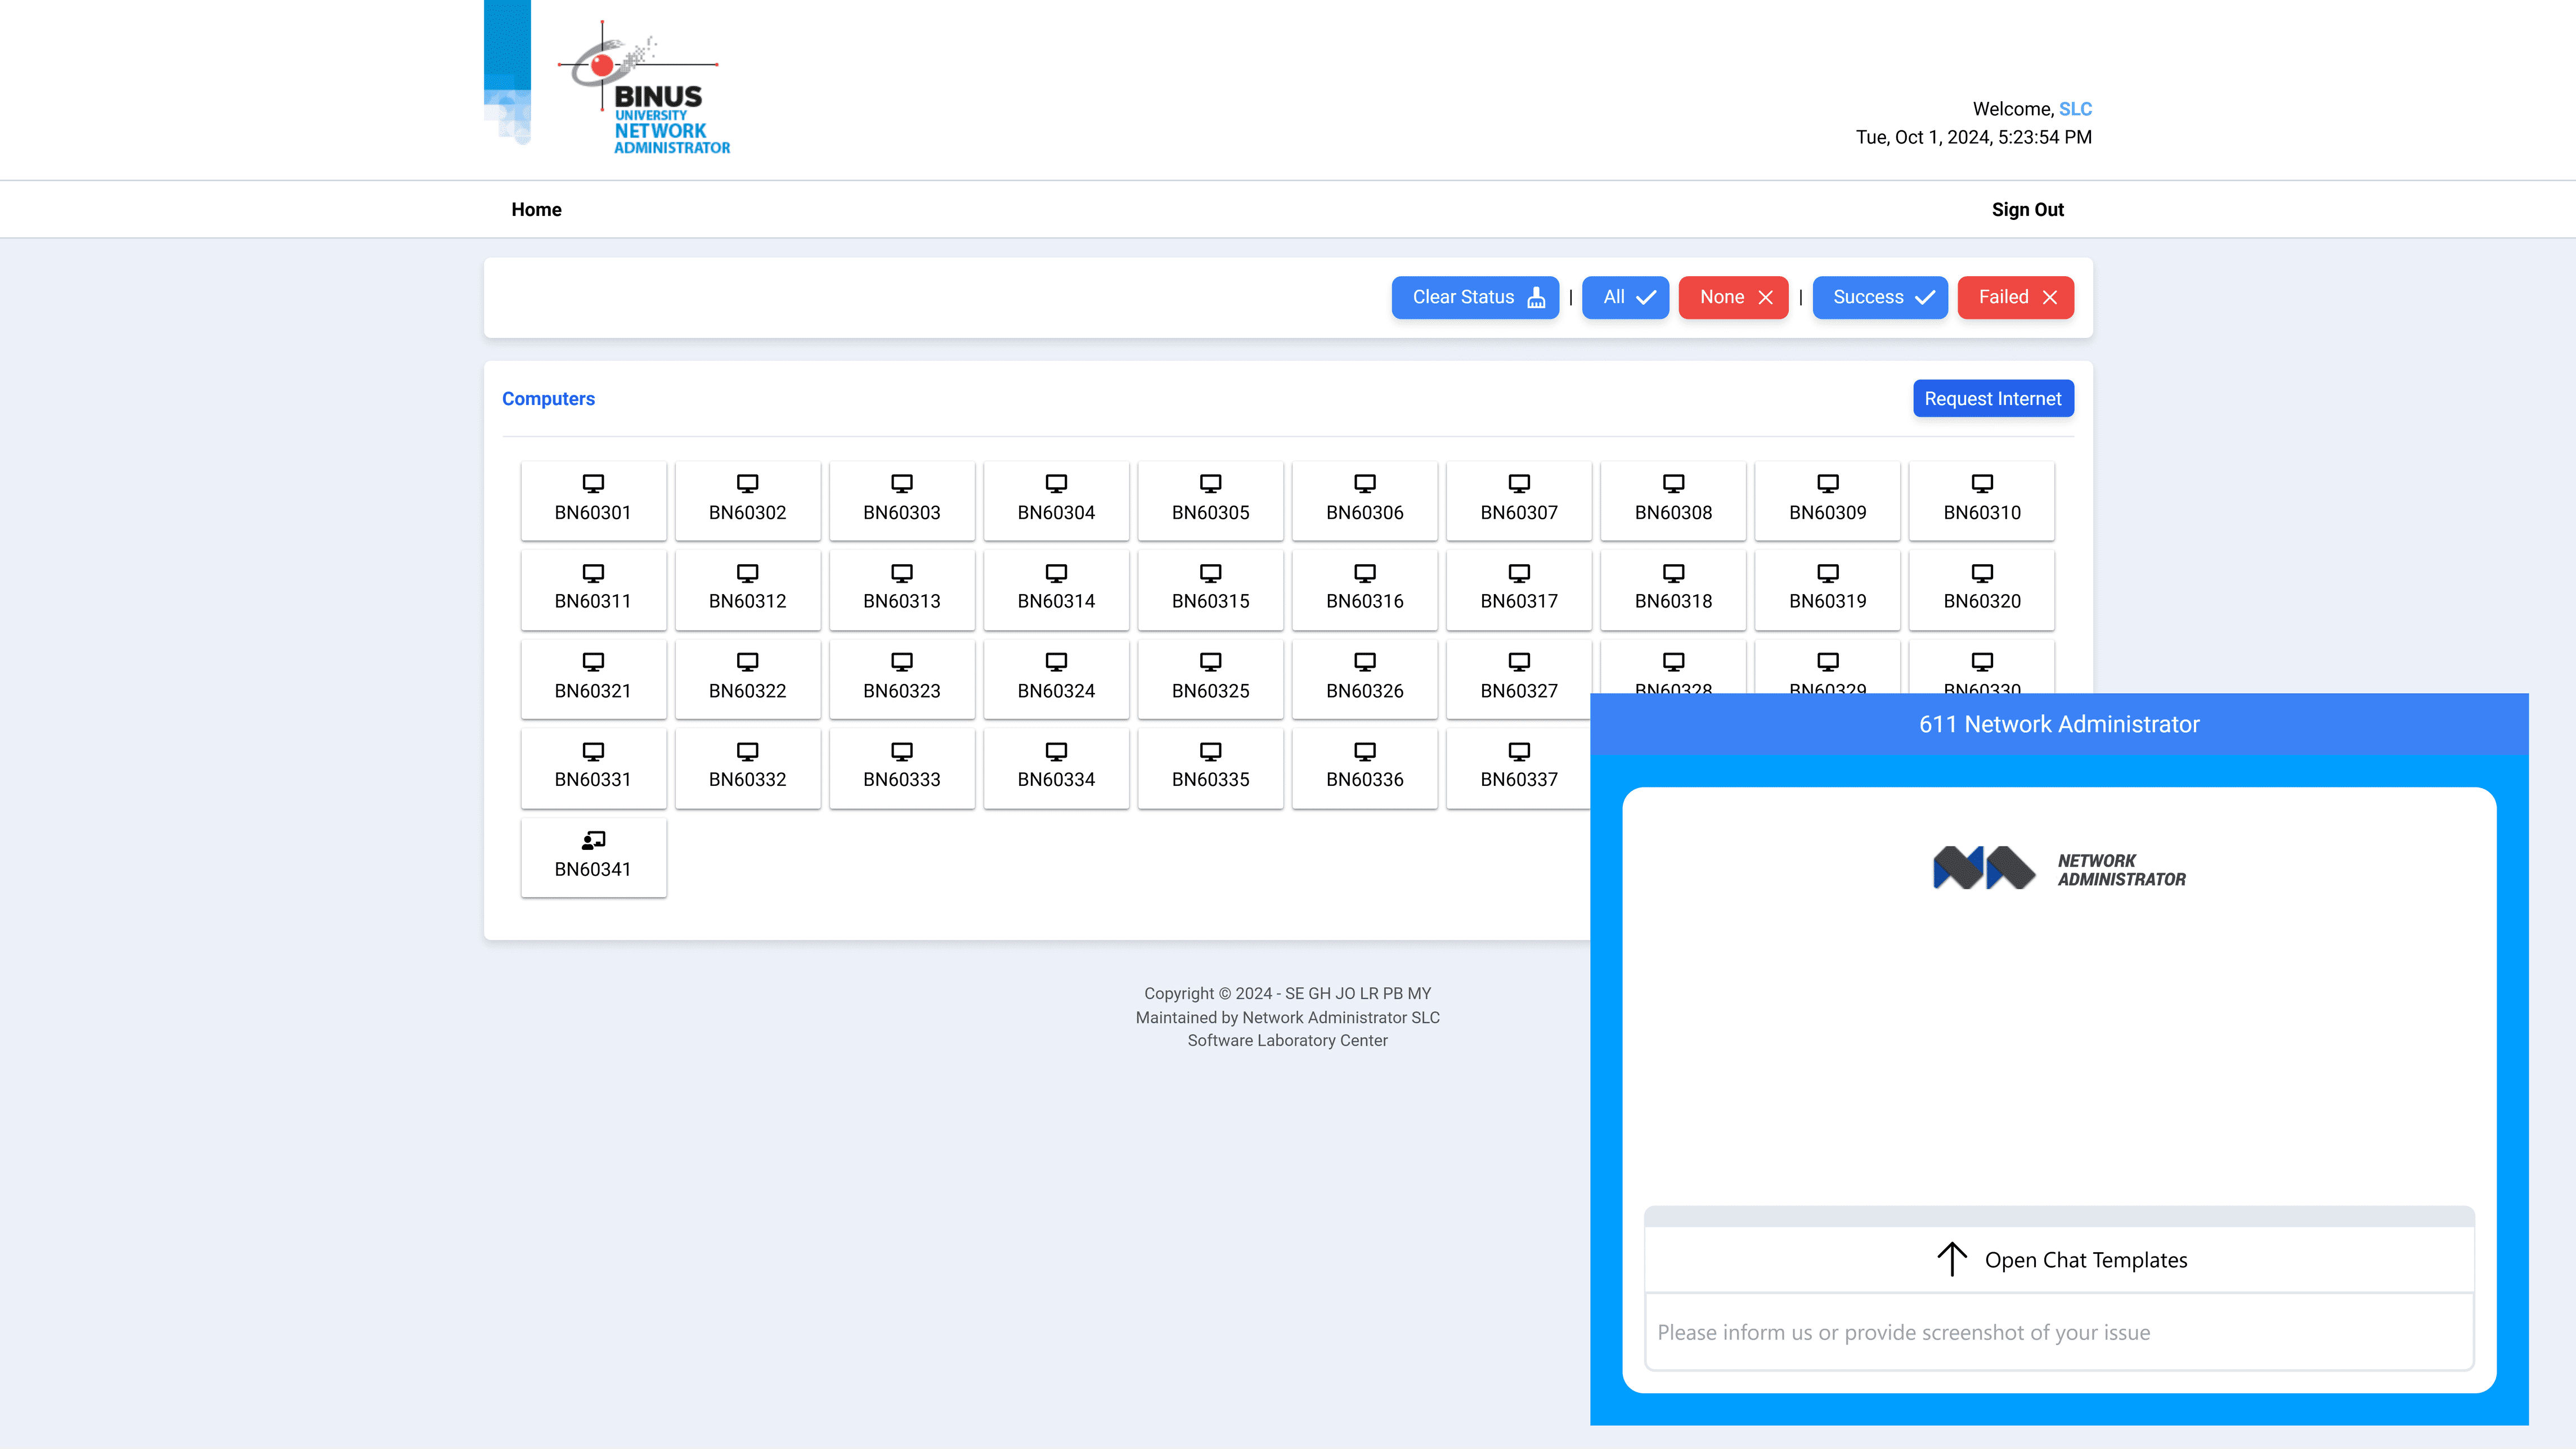 BINUS
UNIVERSITY
NETWORK
ADMINISTRATOR
Welcome, SLC
Tue, Oct 1, 2024, 5:23:54 PM
Home
Sign Out
Clear Status | All None | Success Failed
Computers
Request Internet
BN60301 BN60302 BN60303 BN60304 BN60305 BN60306 BN60307 BN60308 BN60309 BN60310
BN60311 BN60312 BN60313 BN60314 BN60315 BN60316 BN60317 BN60318 BN60319 BN60320
BN60321 BN60322 BN60323 BN60324 BN60325 BN60326 BN60327 BN60328 BN60329 BN60330
BN60331 BN60332 BN60333 BN60334 BN60335 BN60336 BN60337
BN60341
Copyright © 2024 - SE GH JO LR PB MY
Maintained by Network Administrator SLC
Software Laboratory Center
611 Network Administrator
NETWORK
ADMINISTRATOR
Open Chat Templates
Please inform us or provide screenshot of your issue